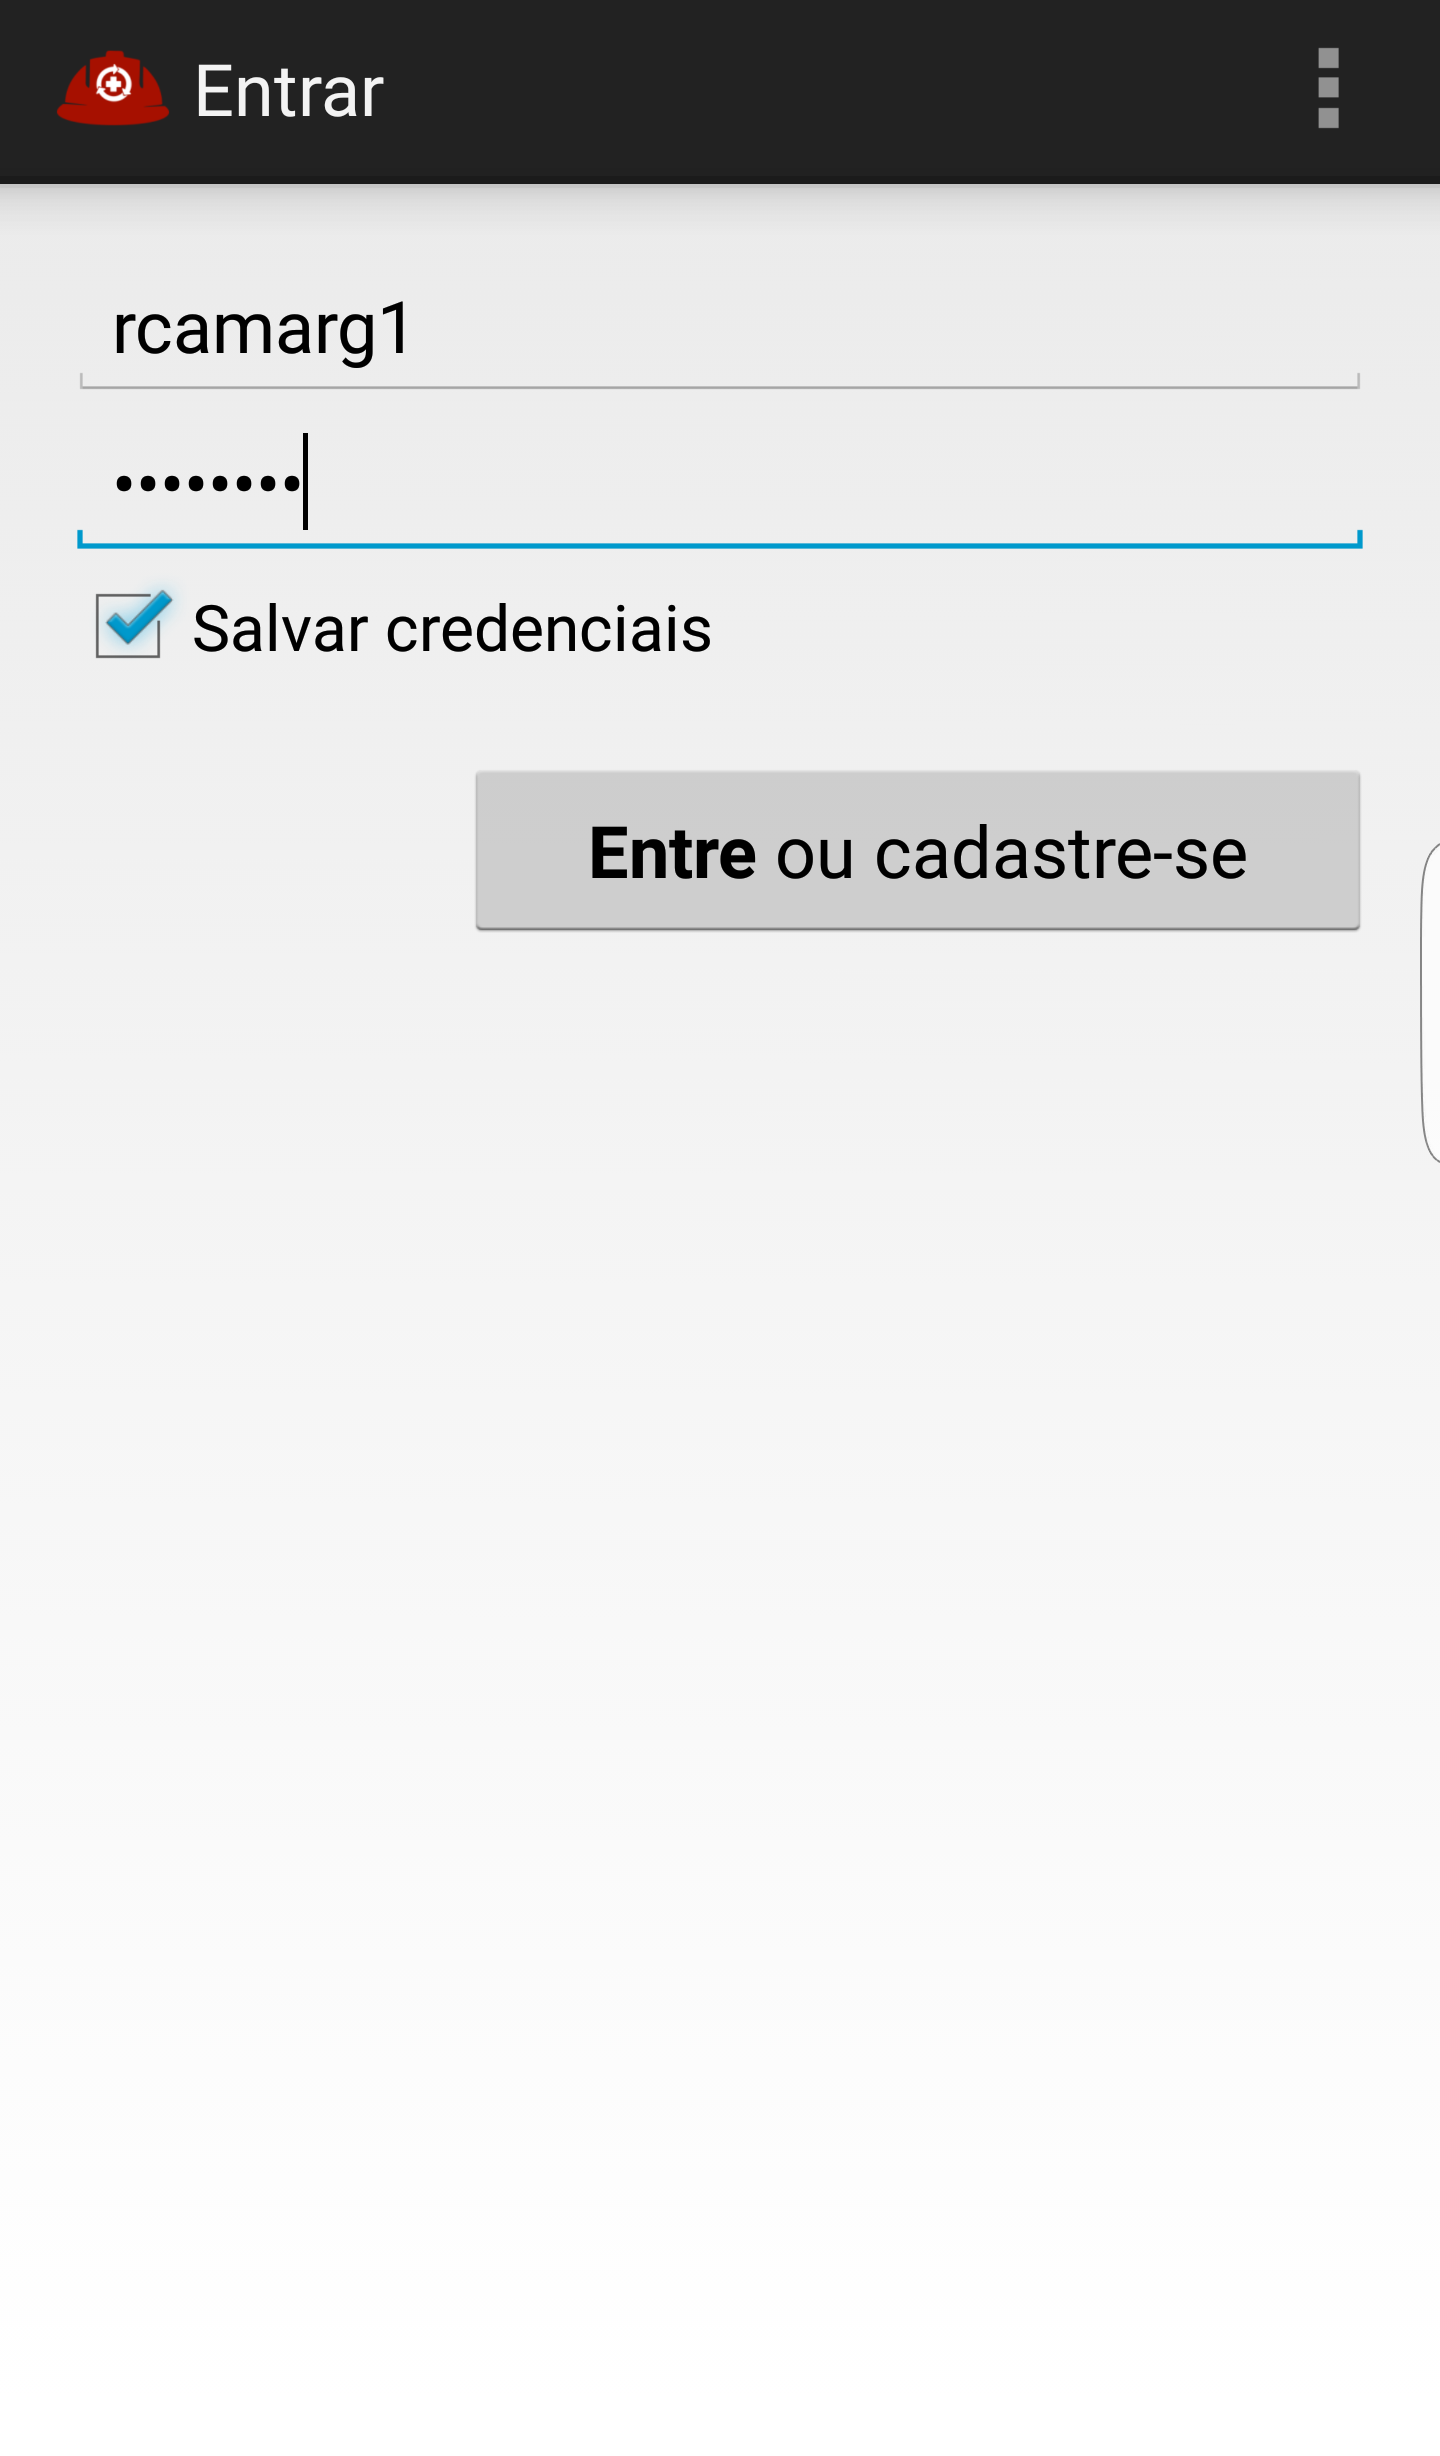 Entrar
rcamarg1
••••••••
Salvar credenciais
Entre ou cadastre-se